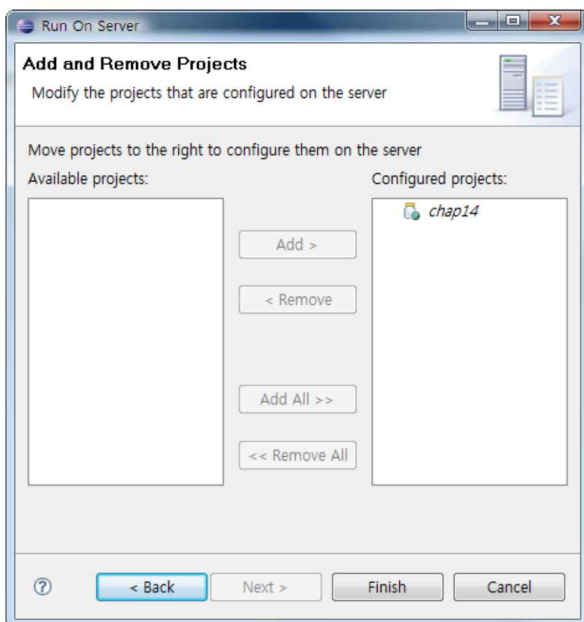 Run On Server
Add and Remove Projects
Modify the projects that are configured on the server
Move projects to the right to configure them on the server
Available projects:
Configured projects:
chap14
Add >
< Remove
Add All >>
<< Remove All
?
< Back
Next >
Finish
Cancel